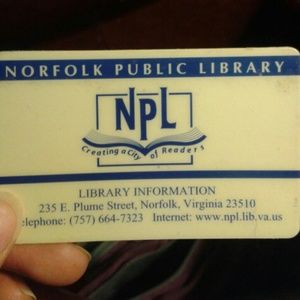 NORFOLK PUBLIC LIBRARY
NPL
Creating a City of Readers
LIBRARY INFORMATION
235 E. Plume Street, Norfolk, Virginia 23510
elephone: (757) 664-7323 Internet: www.npl.lib.va.us